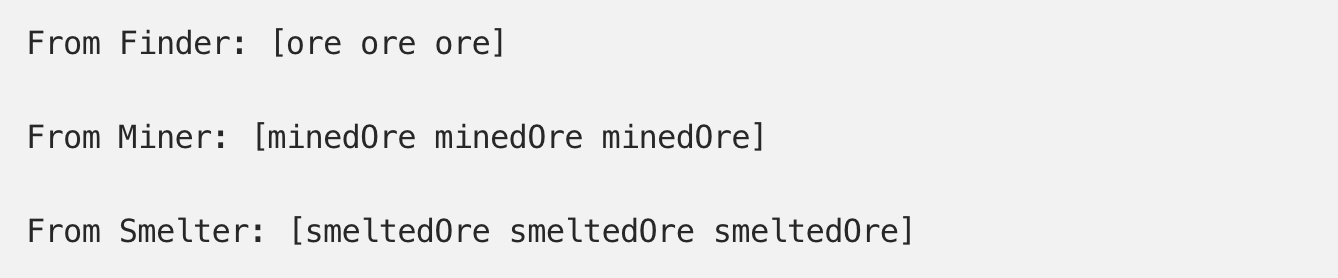 From Finder: [ore ore ore]
From Miner: [minedOre minedOre minedOre]
From Smelter: [smeltedOre smeltedOre smeltedOre]